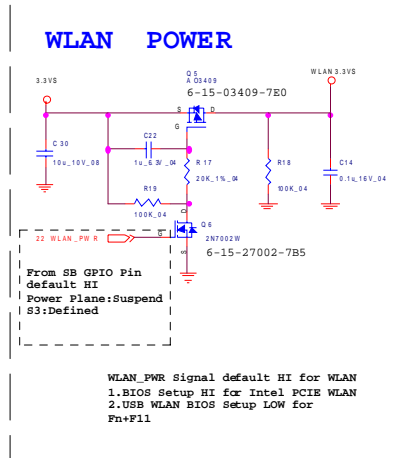 WLAN POWER
3.3VS
Q5
AO3409
6-15-03409-7E0
WLAN3.3VS
S
D
G
C30
10u_10V_08
C22
1u_6.3V_04
R17
20K_1%_04
R18
100K_04
C14
0.1u_16V_04
R19
100K_04
D
Q6
22 WLAN_PWR
G
2N7002W
6-15-27002-7B5
S
From SB GPIO Pin
default HI
Power Plane:Suspend
S3:Defined
WLAN_PWR Signal default HI for WLAN
1.BIOS Setup HI for Intel PCIE WLAN
2.USB WLAN BIOS Setup LOW for
Fn+F11